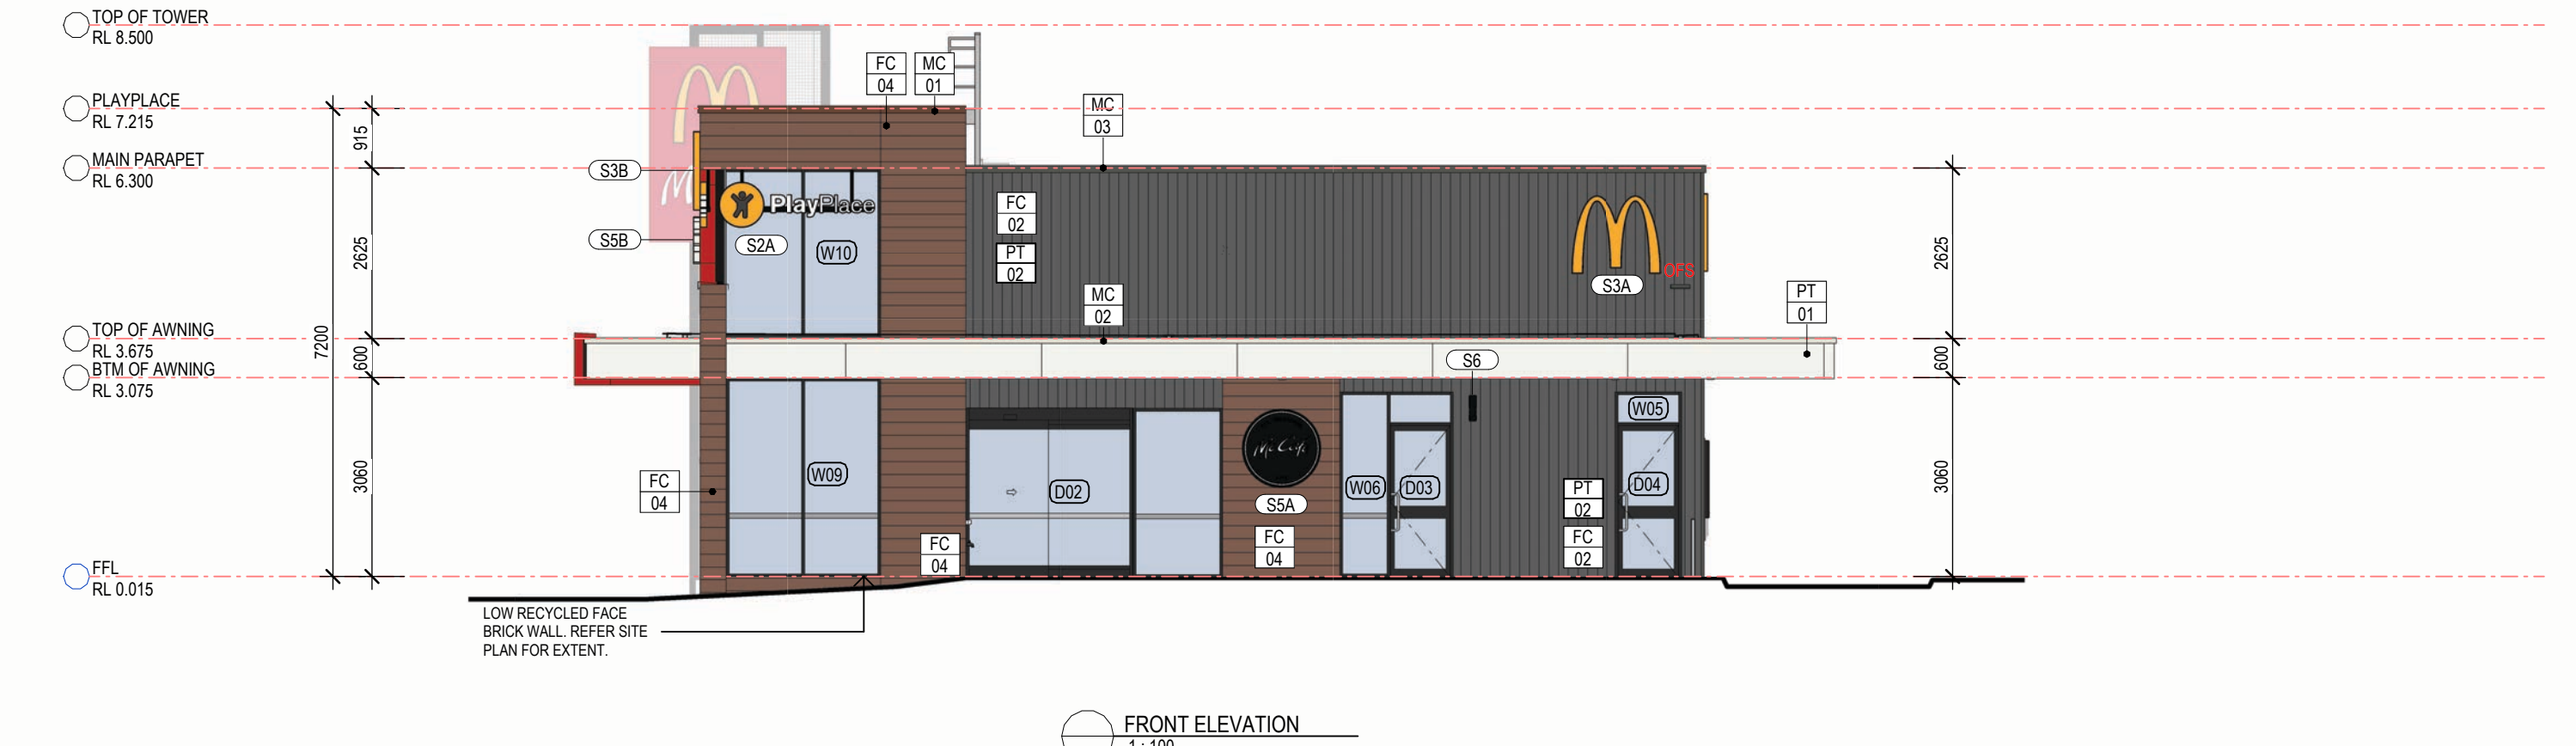 TOP OF TOWER
RL 8.500
PLAYPLACE
RL 7.215
MAIN PARAPET
RL 6.300
TOP OF AWNING
RL 3.675
BTM OF AWNING
RL 3.075
FFL
RL 0.015
7200
915
2625
600
3060
FC
04
MC
01
MC
03
S3B
S5B
PlayPlace
S2A
W10
FC
02
PT
02
MC
02
S3A
OFS
PT
01
2625
600
3060
S6
W05
W09
D02
McCafé
S5A
W06
D03
D04
FC
04
FC
04
FC
04
PT
02
FC
02
LOW RECYCLED FACE
BRICK WALL. REFER SITE
PLAN FOR EXTENT.
FRONT ELEVATION
1 : 100